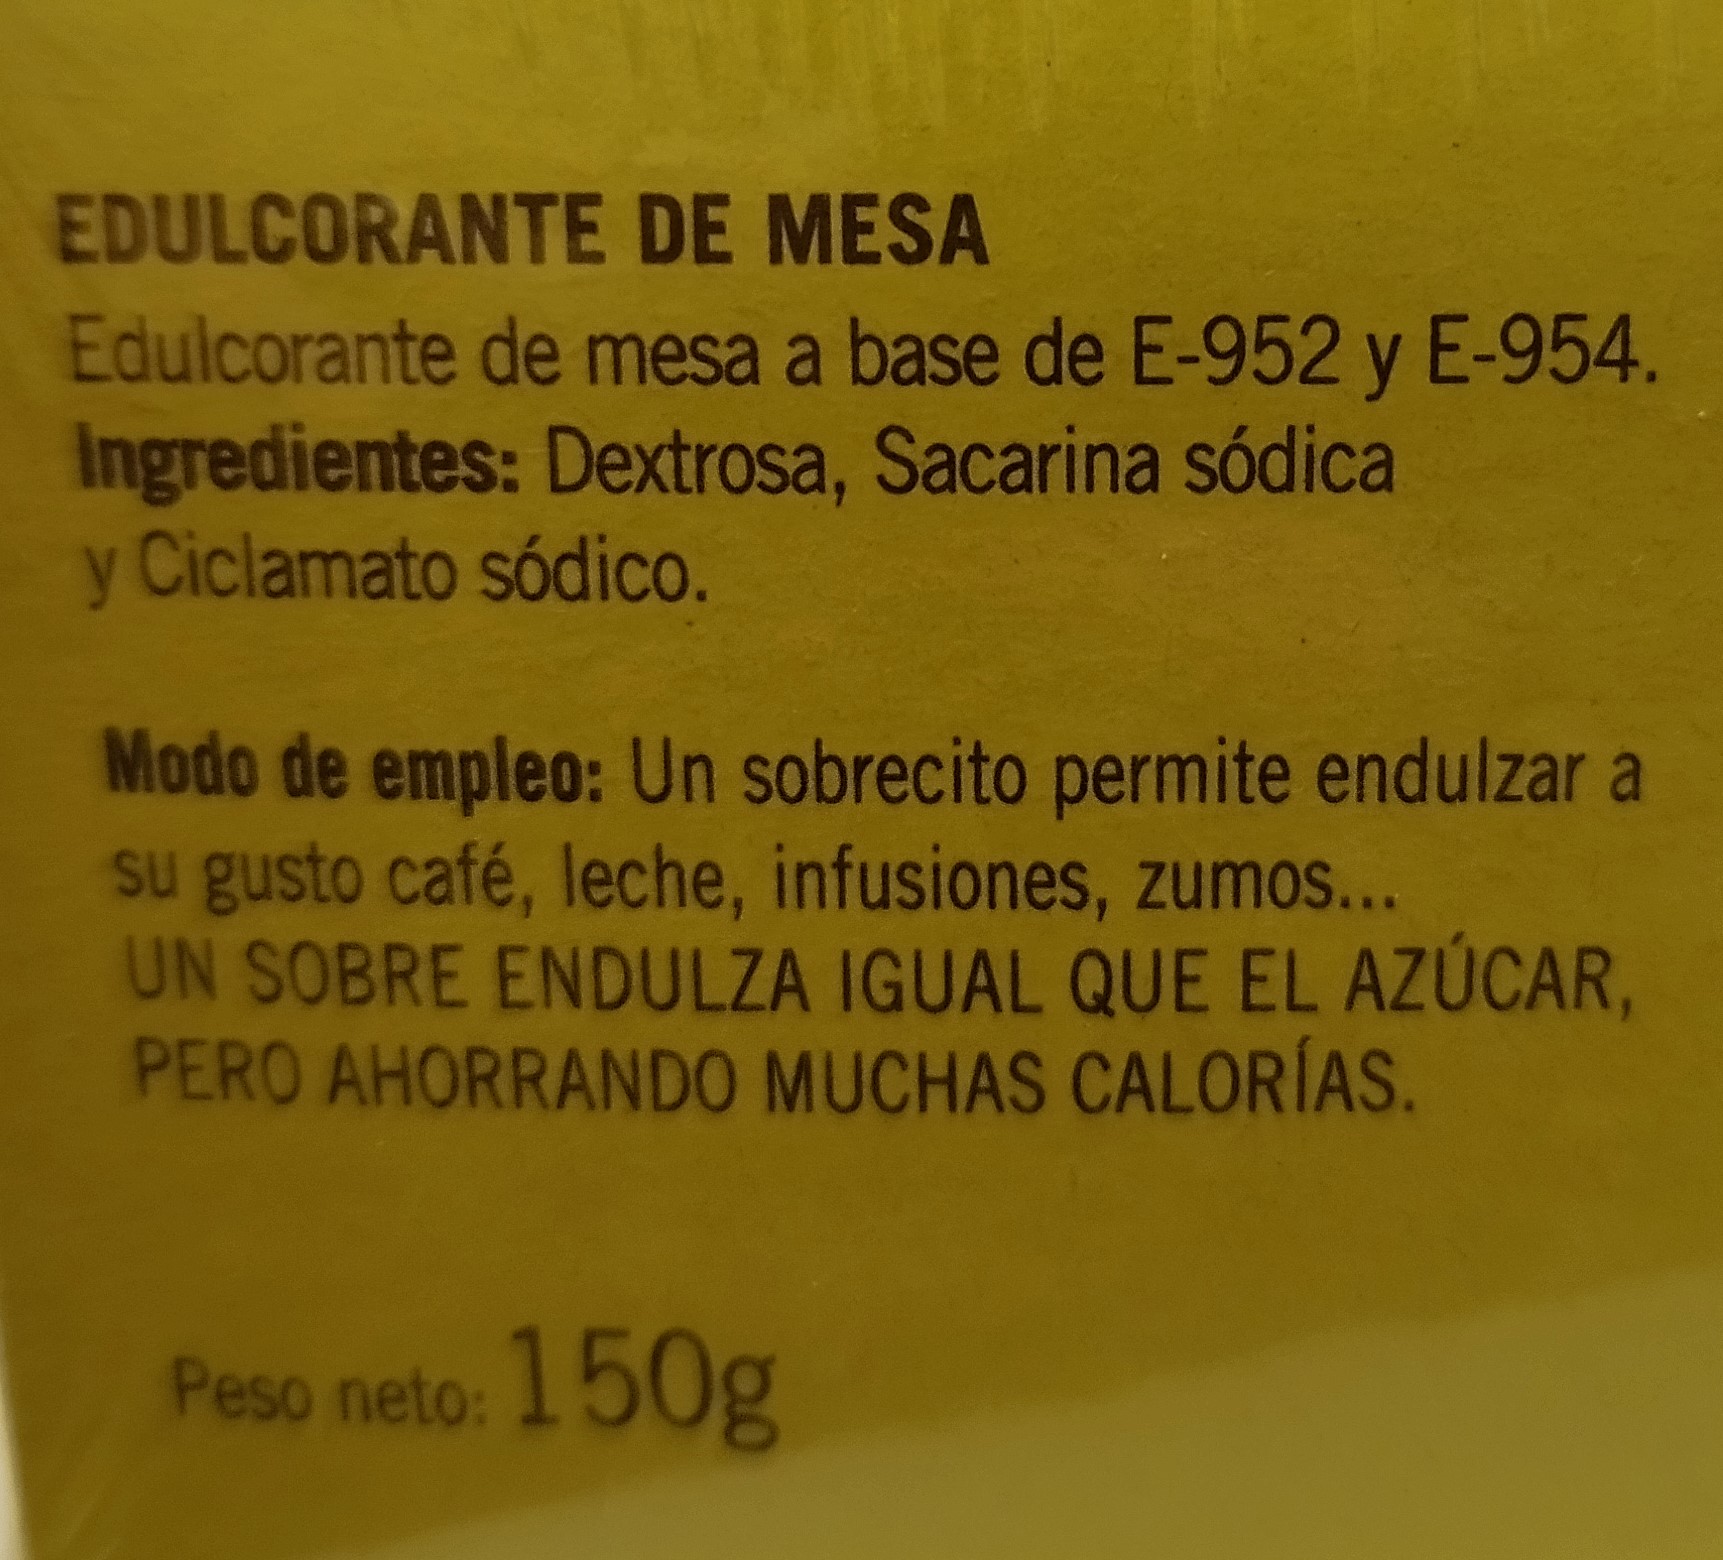 EDULCORANTE DE MESA
Edulcorante de mesa a base de E-952 y E-954.
Ingredientes: Dextrosa, Sacarina sódica
y Ciclamato sódico.
Modo de empleo: Un sobrecito permite endulzar a
su gusto café, leche, infusiones, zumos...
UN SOBRE ENDULZA IGUAL QUE EL AZÚCAR,
PERO AHORRANDO MUCHAS CALORÍAS.
Peso neto: 150g